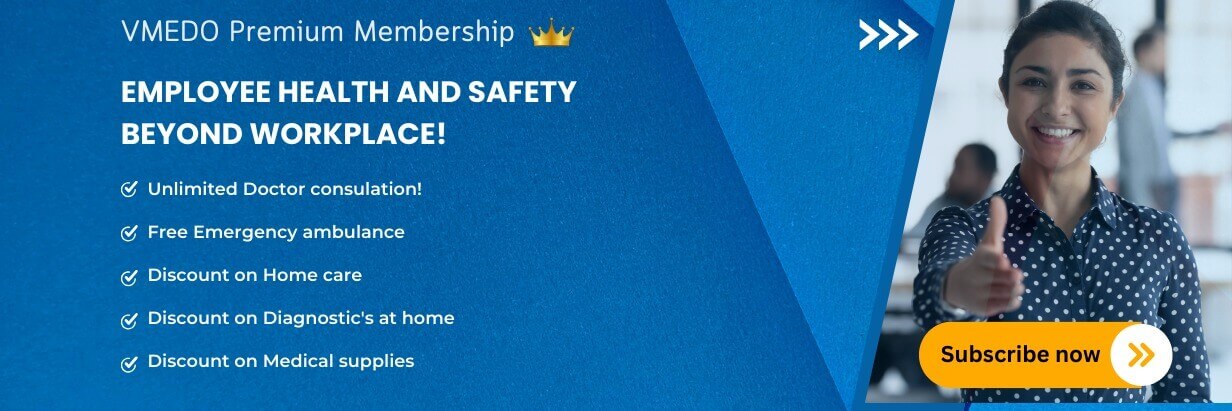 VMEDO Premium Membership
EMPLOYEE HEALTH AND SAFETY
BEYOND WORKPLACE!
Unlimited Doctor consulation!
Free Emergency ambulance
Discount on Home care
Discount on Diagnostic's at home
Discount on Medical supplies
Subscribe now